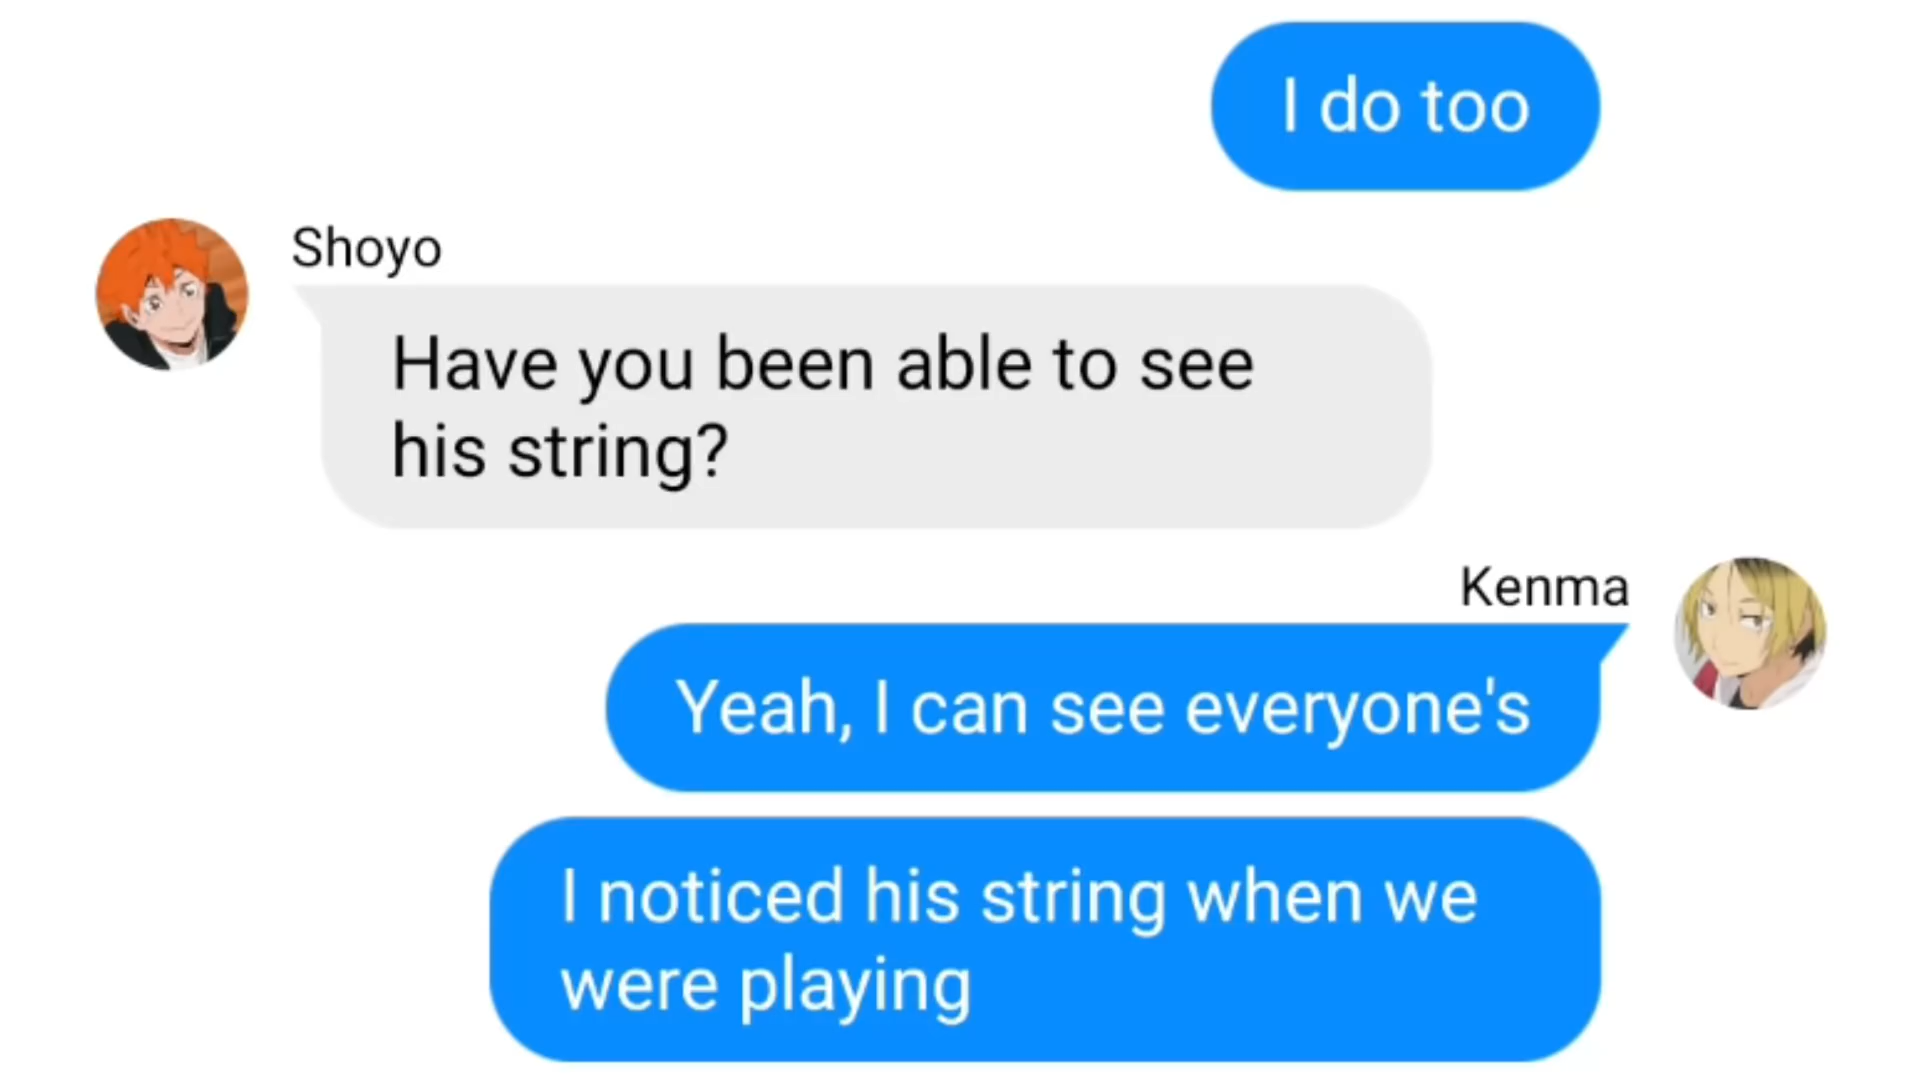 I do too
Shoyo
Have you been able to see
his string?
Kenma
Yeah, I can see everyone's
I noticed his string when we
were playing